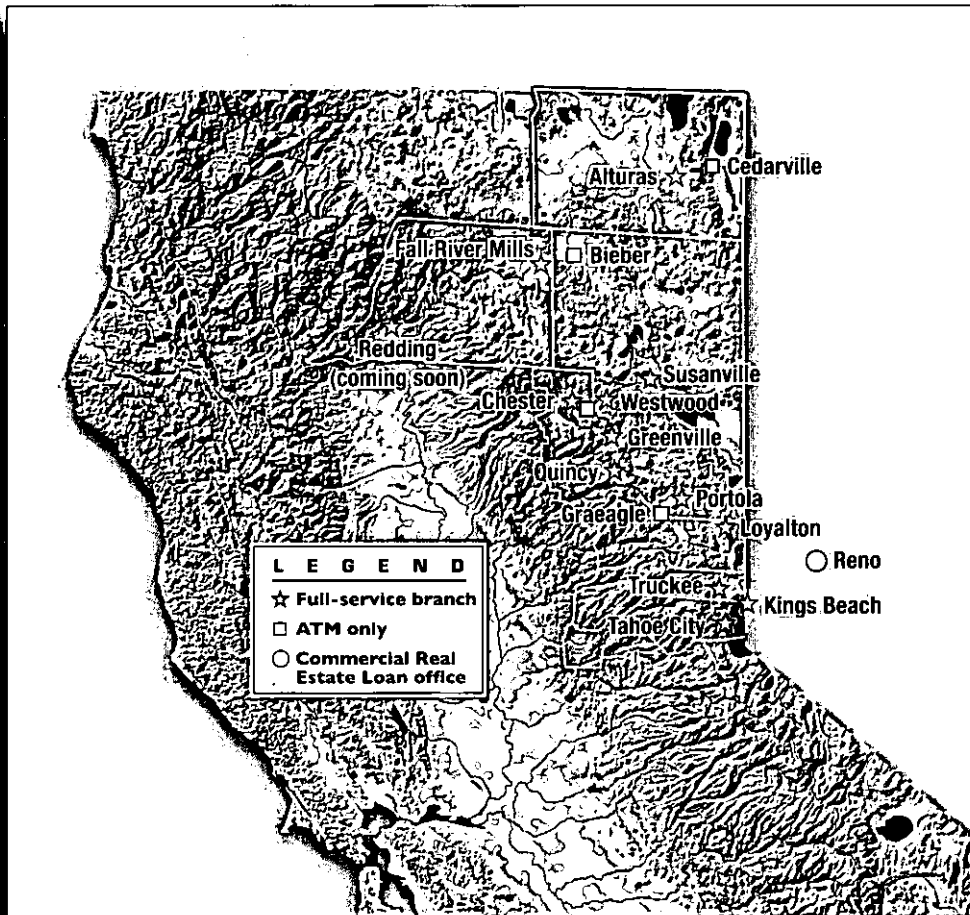 Cedarville
Alturas
Fall River Mills
Bieber
Redding
(coming soon)
Susanville
Chester
Westwood
Greenville
Quincy
Portola
Graeagle
Loyalton
Reno
Truckee
Kings Beach
Tahoe City
LEGEND
Full-service branch
ATM only
Commercial Real
Estate Loan office